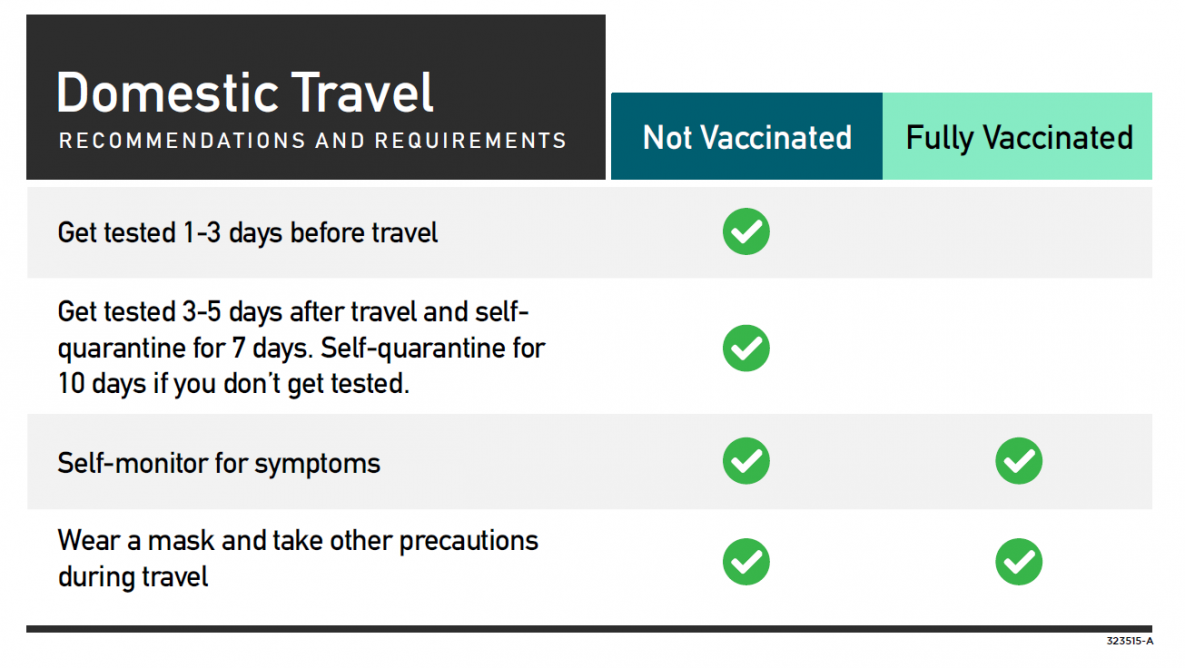 Domestic Travel
RECOMMENDATIONS AND REQUIREMENTS
Not Vaccinated
Fully Vaccinated
Get tested 1-3 days before travel
Get tested 3-5 days after travel and self-
quarantine for 7 days. Self-quarantine for
10 days if you don’t get tested.
Self-monitor for symptoms
Wear a mask and take other precautions
during travel
323515-A